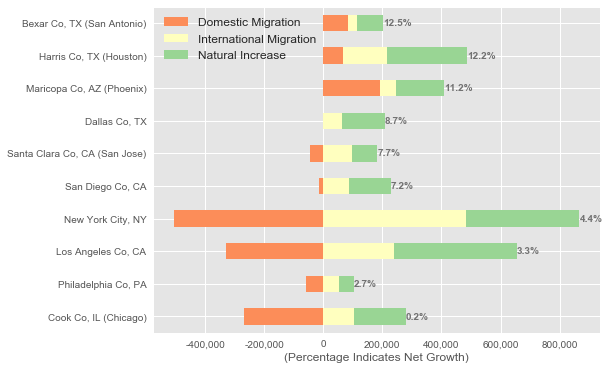 Bexar Co, TX (San Antonio)
Harris Co, TX (Houston)
Maricopa Co, AZ (Phoenix)
Dallas Co, TX
Santa Clara Co, CA (San Jose)
San Diego Co, CA
New York City, NY
Los Angeles Co, CA
Philadelphia Co, PA
Cook Co, IL (Chicago)
Domestic Migration
International Migration
Natural Increase
12.5%
12.2%
11.2%
8.7%
7.7%
7.2%
4.4%
3.3%
2.7%
0.2%
-400,000 -200,000 0 200,000 400,000 600,000 800,000
(Percentage Indicates Net Growth)